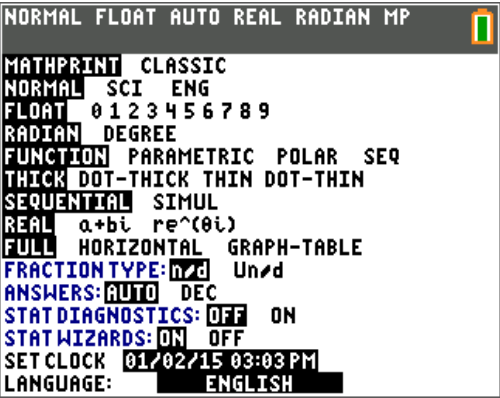 NORMAL FLOAT AUTO REAL RADIAN MP
MATHPRINT CLASSIC
NORMAL SCI ENG
FLOAT 0 1 2 3 4 5 6 7 8 9
RADIAN DEGREE
FUNCTION PARAMETRIC POLAR SEQ
THICK DOT-THICK THIN DOT-THIN
SEQUENTIAL SIMUL
REAL a+bi re^(θi)
FULL HORIZONTAL GRAPH-TABLE
FRACTION TYPE: n/d Un/d
ANSWERS: AUTO DEC
STAT DIAGNOSTICS: OFF ON
STAT WIZARDS: ON OFF
SET CLOCK 01/02/15 03:03 PM
LANGUAGE: ENGLISH